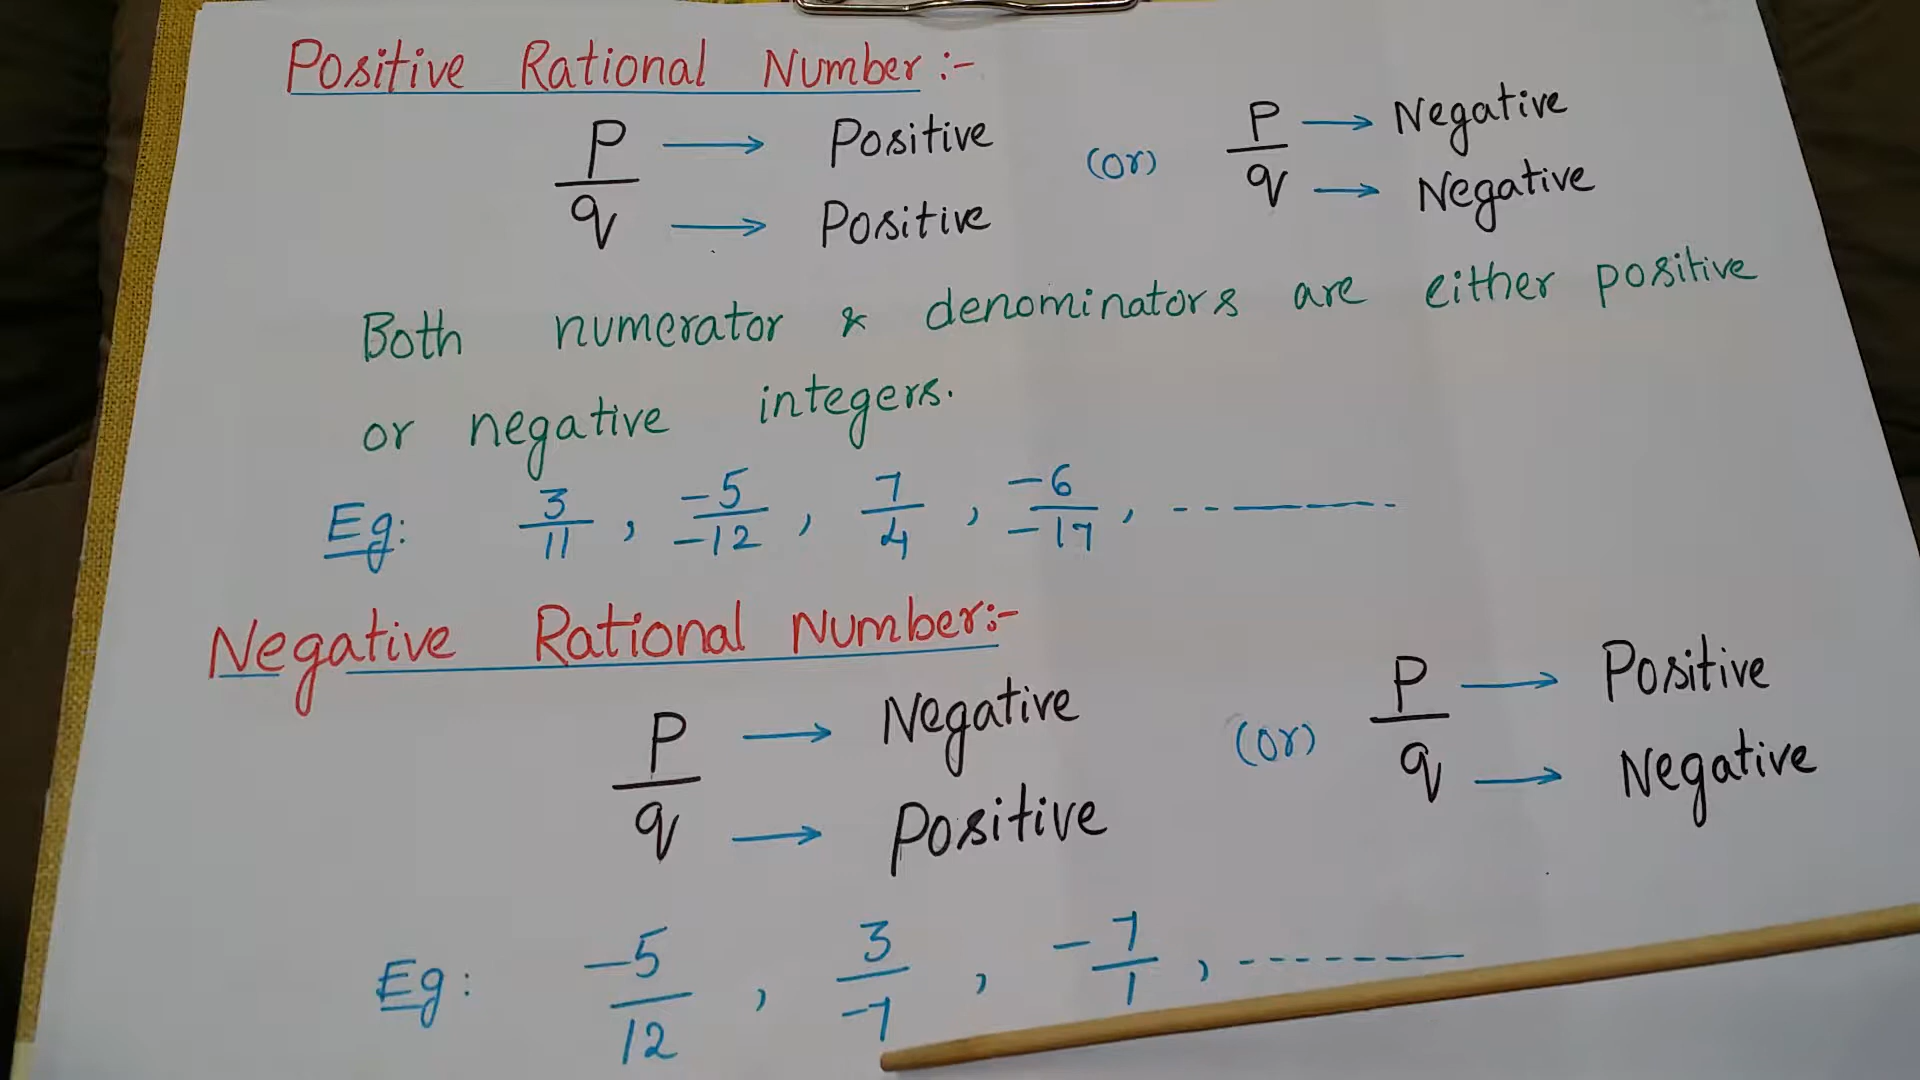 Positive Rational Number :-
P → Positive (or) P → Negative
q → Positive q → Negative
Both numerator & denominators are either positive
or negative integers.
Eg: 3/11, -5/-12, 7/4, -6/-17, ----------
Negative Rational Number:-
P → Negative (or) P → Positive
q → Positive q → Negative
Eg: -5/12, 3/-7, -7/1, ----------